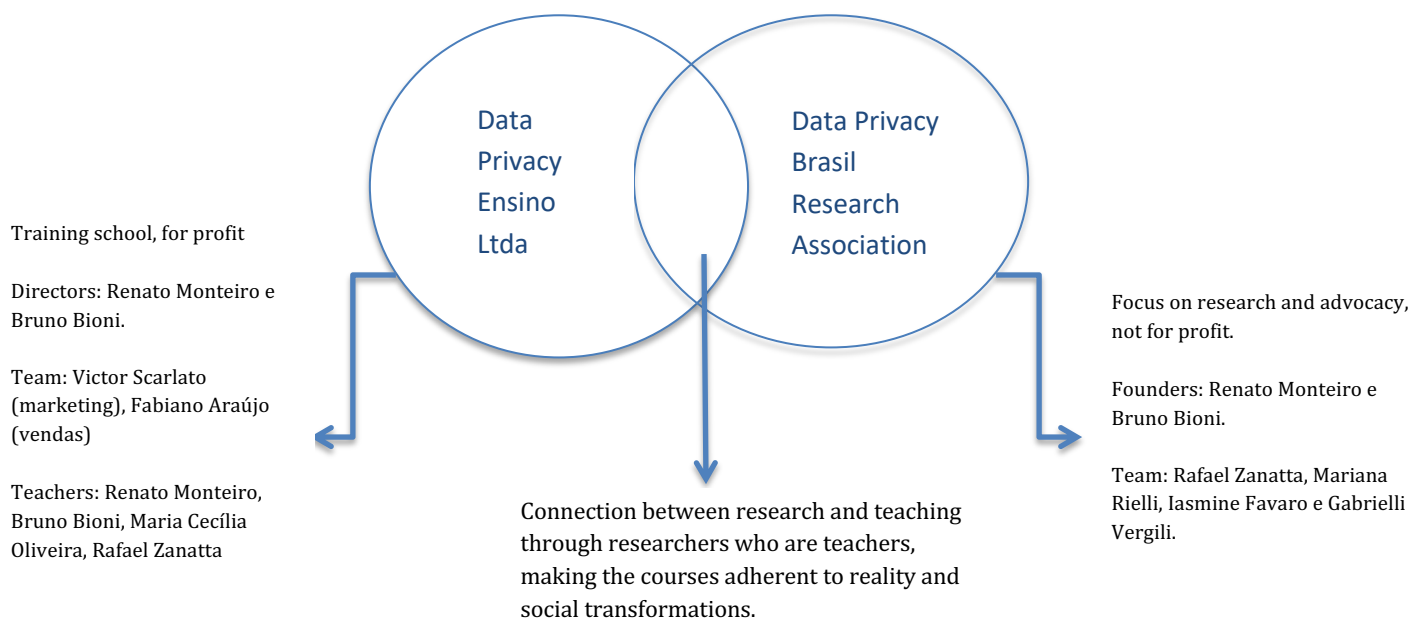 Data
Privacy
Ensino
Ltda
Data Privacy
Brasil
Research
Association
Training school, for profit
Directors: Renato Monteiro e
Bruno Bioni.
Team: Victor Scarlato
(marketing), Fabiano Araújo
(vendas)
Teachers: Renato Monteiro,
Bruno Bioni, Maria Cecília
Oliveira, Rafael Zanatta
Connection between research and teaching
through researchers who are teachers,
making the courses adherent to reality and
social transformations.
Focus on research and advocacy,
not for profit.
Founders: Renato Monteiro e
Bruno Bioni.
Team: Rafael Zanatta, Mariana
Rielli, Iasmine Favaro e Gabrielli
Vergili.